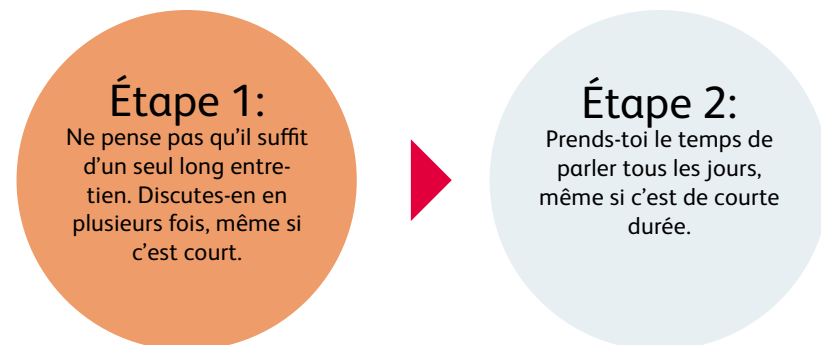 Étape 1:
Ne pense pas qu'il suffit
d'un seul long entre-
tien. Discutes-en en
plusieurs fois, même si
c'est court.
Étape 2:
Prends-toi le temps de
parler tous les jours,
même si c'est de courte
durée.